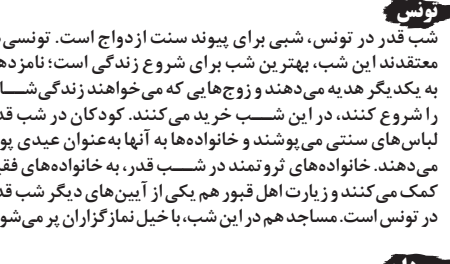 تونس
شب قدر در تونس، شبی برای پیوند سنت ازدواج است. تونسی
معتقدند این شب، بهترین شب برای شروع زندگی است؛ نامزده
به یکدیگر هدیه می‌دهند و زوج‌هایی که می‌خواهند زندگی‌شــا
را شروع کنند، در این شــب خرید می‌کنند. کودکان در شب قد
لباس‌های سنتی می‌پوشند و خانواده‌ها به آنها به‌عنوان عیدی پو
می‌دهند. خانواده‌های ثروتمند در شــب قدر، به خانواده‌های فقی
کمک می‌کنند و زیارت اهل قبور هم یکی از آیین‌های دیگر شب قد
در تونس است. مساجد هم در این شب، با خیل نمازگزاران پر می‌شو